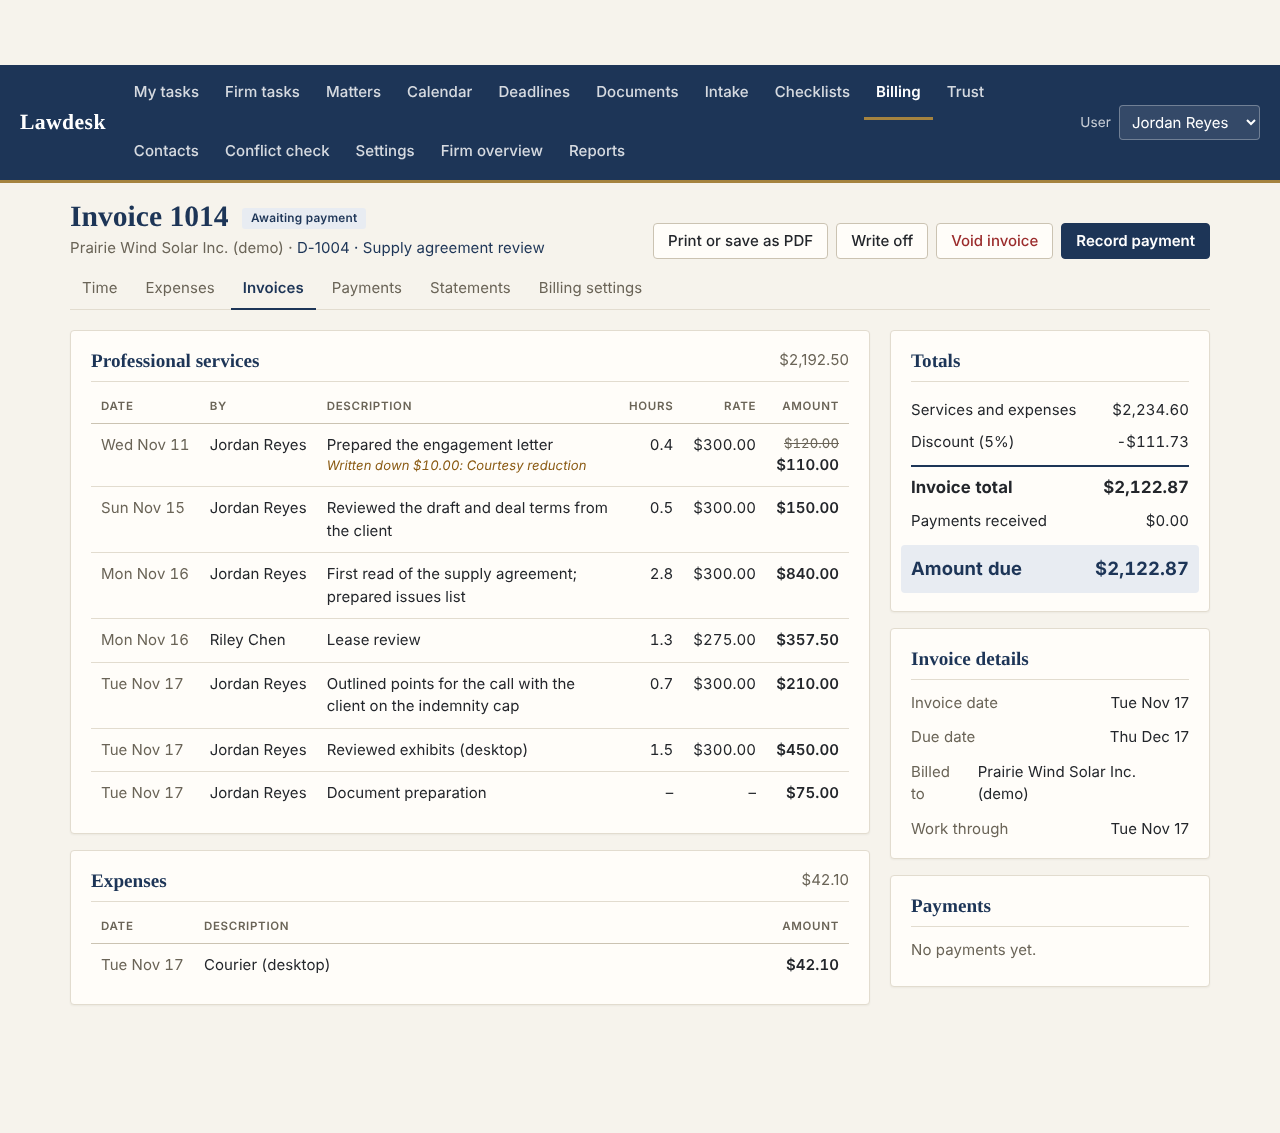 Lawdesk
My tasks Firm tasks Matters Calendar Deadlines Documents Intake Checklists Billing Trust
Contacts Conflict check Settings Firm overview Reports
User Jordan Reyes
Invoice 1014 Awaiting payment
Prairie Wind Solar Inc. (demo) · D-1004 · Supply agreement review
Print or save as PDF Write off Void invoice Record payment
Time Expenses Invoices Payments Statements Billing settings
Professional services $2,192.50
DATE BY DESCRIPTION HOURS RATE AMOUNT
Wed Nov 11 Jordan Reyes Prepared the engagement letter 0.4 $300.00 $120.00
Written down $10.00: Courtesy reduction $110.00
Sun Nov 15 Jordan Reyes Reviewed the draft and deal terms from 0.5 $300.00 $150.00
the client
Mon Nov 16 Jordan Reyes First read of the supply agreement; 2.8 $300.00 $840.00
prepared issues list
Mon Nov 16 Riley Chen Lease review 1.3 $275.00 $357.50
Tue Nov 17 Jordan Reyes Outlined points for the call with the 0.7 $300.00 $210.00
client on the indemnity cap
Tue Nov 17 Jordan Reyes Reviewed exhibits (desktop) 1.5 $300.00 $450.00
Tue Nov 17 Jordan Reyes Document preparation – – $75.00
Expenses $42.10
DATE DESCRIPTION AMOUNT
Tue Nov 17 Courier (desktop) $42.10
Totals
Services and expenses $2,234.60
Discount (5%) -$111.73
Invoice total $2,122.87
Payments received $0.00
Amount due $2,122.87
Invoice details
Invoice date Tue Nov 17
Due date Thu Dec 17
Billed Prairie Wind Solar Inc.
to (demo)
Work through Tue Nov 17
Payments
No payments yet.